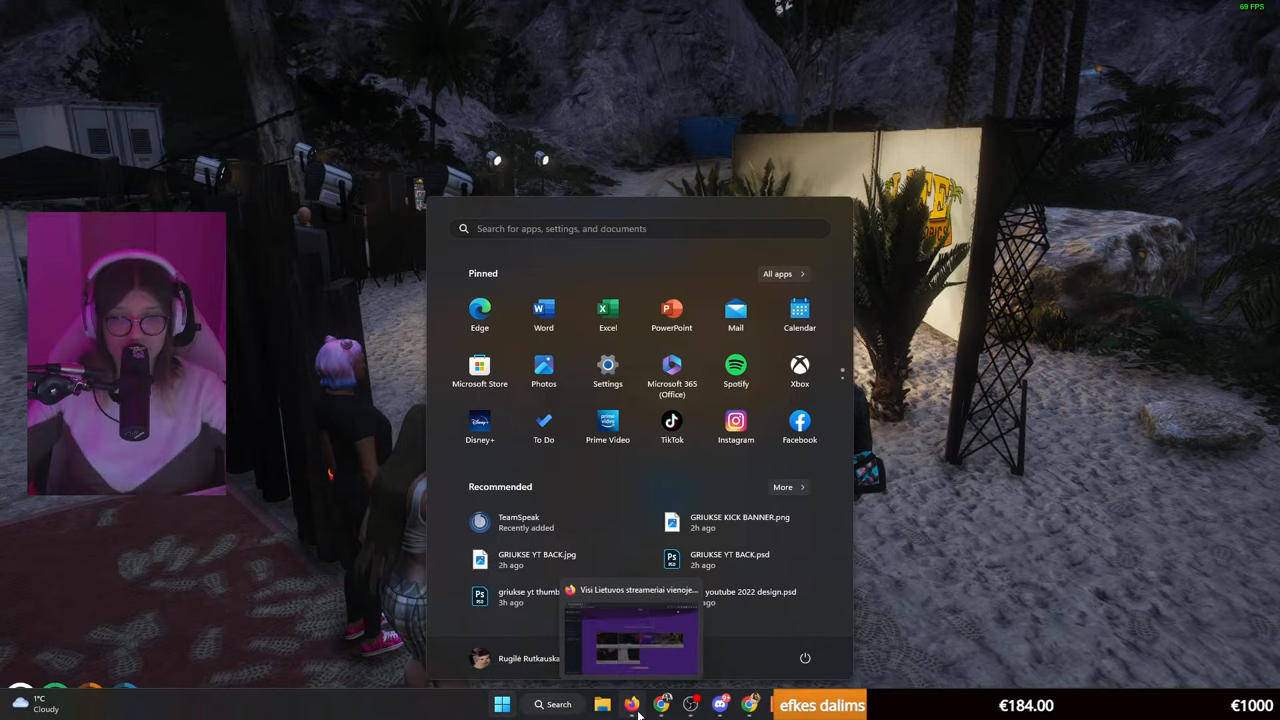 69 FPS
Search for apps, settings, and documents
Pinned
All apps
Edge
Word
Excel
PowerPoint
Mail
Calendar
Microsoft Store
Photos
Settings
Microsoft 365
(Office)
Spotify
Xbox
Disney+
To Do
Prime Video
TikTok
Instagram
Facebook
Recommended
More
TeamSpeak
Recently added
GRIUKSE KICK BANNER.png
2h ago
GRIUKSE YT BACK.jpg
2h ago
GRIUKSE YT BACK.psd
2h ago
griukse yt thumb
3h ago
youtube 2022 design.psd
ago
Visi Lietuvos streameriai vienoje...
Rugilė Rutkauska
1°C
Cloudy
Search
efkes dalims
€184.00
€1000